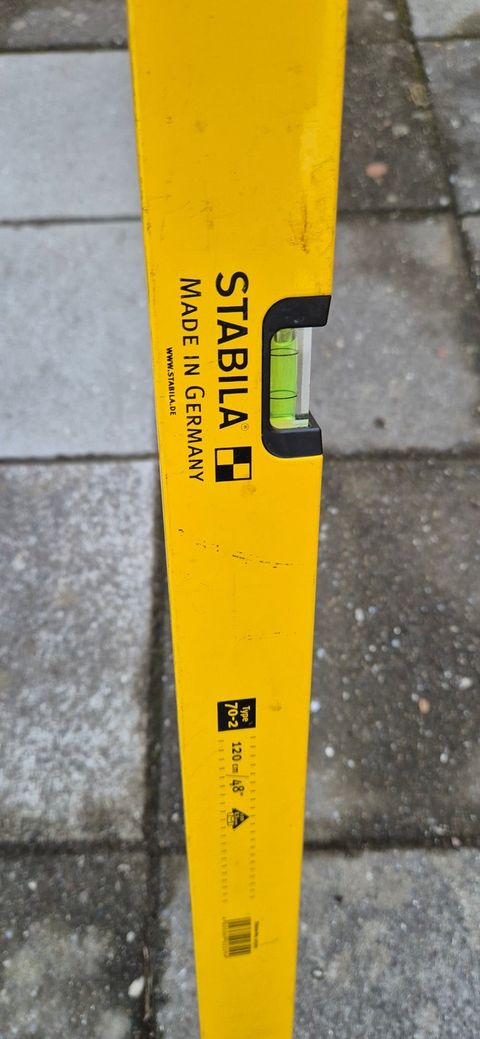 STABILA®
MADE IN GERMANY
WWW.STABILA.DE
Type
70-2
120 cm/48"